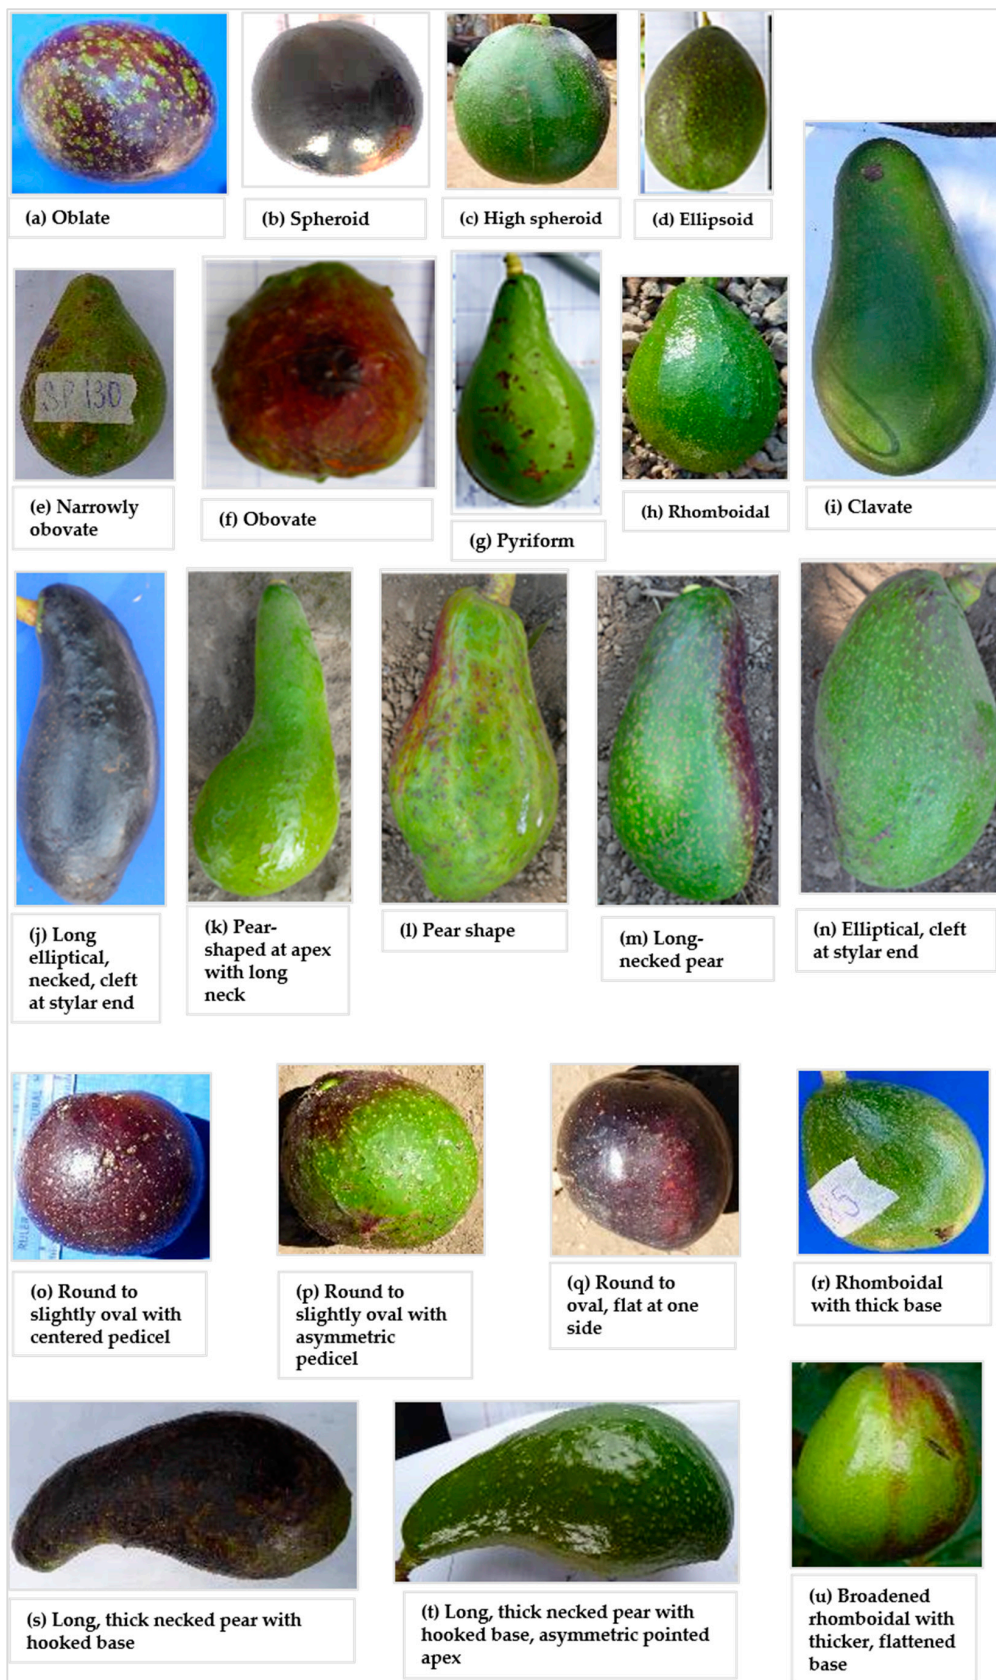 (a) Oblate
(b) Spheroid
(c) High spheroid
(d) Ellipsoid
SP 130
(e) Narrowly
obovate
(f) Obovate
(g) Pyriform
(h) Rhomboidal
(i) Clavate
(j) Long
elliptical,
necked, cleft
at stylar end
(k) Pear-
shaped at apex
with long
neck
(l) Pear shape
(m) Long-
necked pear
(n) Elliptical, cleft
at stylar end
(o) Round to
slightly oval with
centered pedicel
(p) Round to
slightly oval with
asymmetric
pedicel
(q) Round to
oval, flat at one
side
(r) Rhomboidal
with thick base
(s) Long, thick necked pear with
hooked base
(t) Long, thick necked pear with
hooked base, asymmetric pointed
apex
(u) Broadened
rhomboidal with
thicker, flattened
base